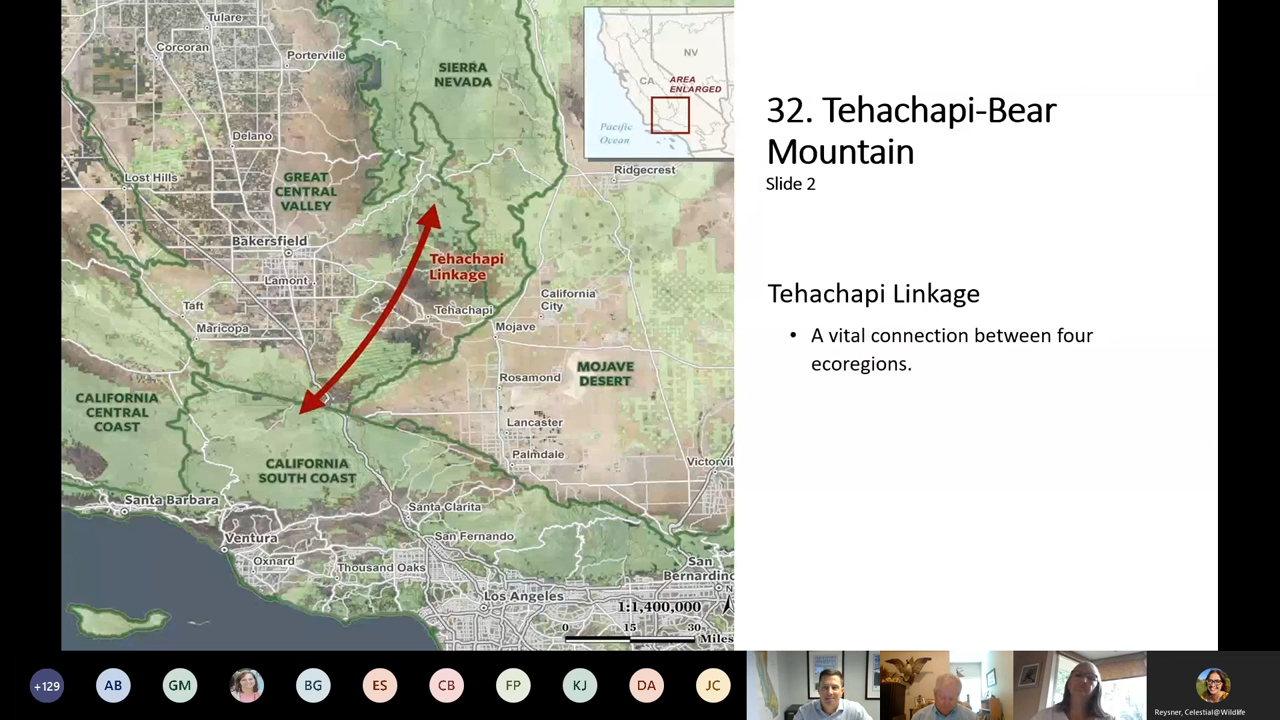 Tulare
Corcoran
Porterville
SIERRA
NEVADA
NV
CA
AREA
ENLARGED
Pacific
Ocean
Delano
Lost Hills
GREAT
CENTRAL
VALLEY
Ridgecrest
Bakersfield
Lamont
Tehachapi
Linkage
Taft
Maricopa
Tehachapi
California
City
Mojave
Rosamond
MOJAVE
DESERT
CALIFORNIA
CENTRAL
COAST
Lancaster
Palmdale
CALIFORNIA
SOUTH COAST
Victorvil
Santa Barbara
Santa Clarita
Ventura
San Fernando
Oxnard
Thousand Oaks
San
Bernardino
Los Angeles
1:1,400,000
N
0 15 30
Miles
32. Tehachapi-Bear
Mountain
Slide 2
Tehachapi Linkage
• A vital connection between four
ecoregions.
+129 AB GM BG ES CB FP KJ DA JC
Reysner, Celestial@Wildlife